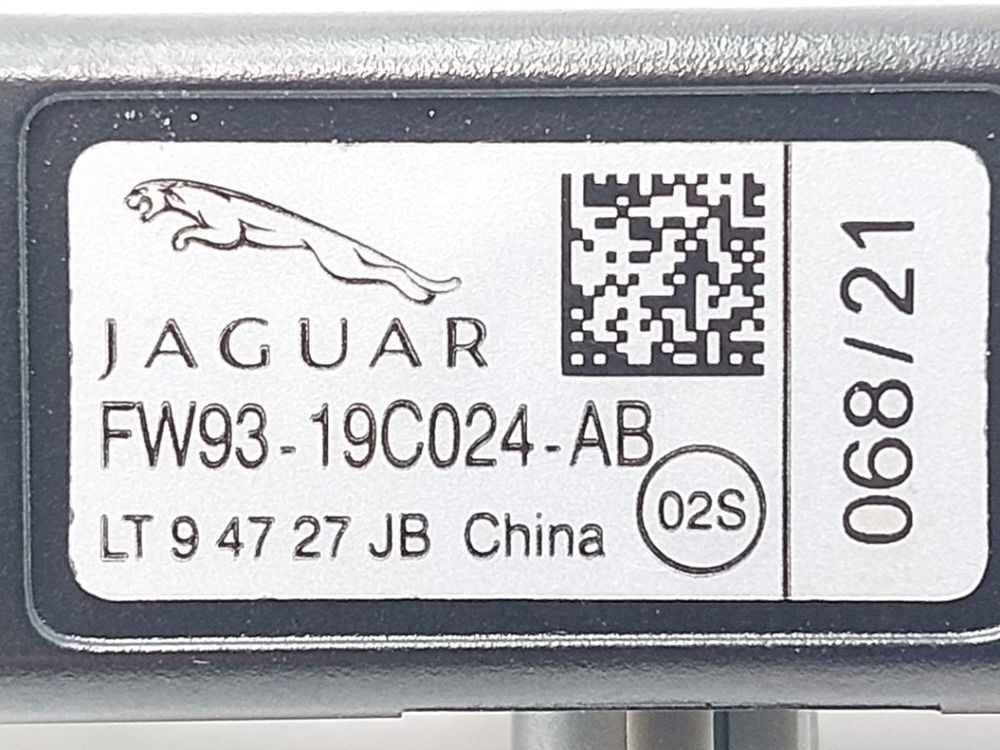 JAGUAR
FW93-19C024-AB
02S
LT 9 47 27 JB China
068/21